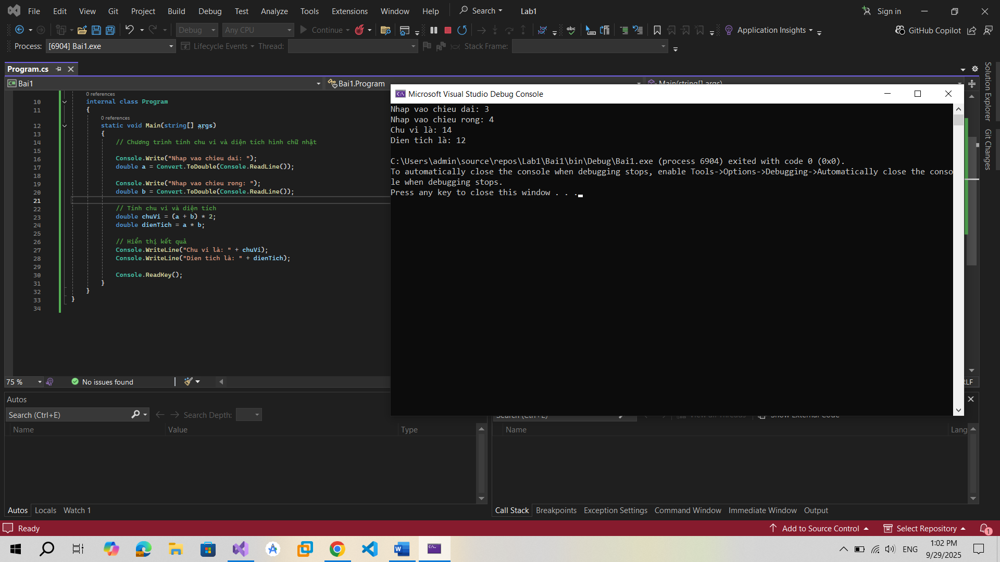 File Edit View Git Project Build Debug Test Analyze Tools Extensions Window Help Search Lab1 Sign in
Debug Any CPU Continue Application Insights GitHub Copilot
Process: [6904] Bai1.exe Lifecycle Events Thread: Stack Frame:
Program.cs
C# Bai1 Bai1.Program Main(string[] args)
0 references
10 internal class Program
11 {
0 references
12 static void Main(string[] args)
13 {
14 // Chương trình tính chu vi và diện tích hình chữ nhật
15
16 Console.Write("Nhap vao chieu dai: ");
17 double a = Convert.ToDouble(Console.ReadLine());
18
19 Console.Write("Nhap vao chieu rong: ");
20 double b = Convert.ToDouble(Console.ReadLine());
21
22 // Tính chu vi và diện tích
23 double chuVi = (a + b) * 2;
24 double dienTich = a * b;
25
26 // Hiển thị kết quả
27 Console.WriteLine("Chu vi là: " + chuVi);
28 Console.WriteLine("Dien tich là: " + dienTich);
29
30 Console.ReadKey();
31 }
32 }
33 }
34
Microsoft Visual Studio Debug Console
Nhap vao chieu dai: 3
Nhap vao chieu rong: 4
Chu vi là: 14
Dien tich là: 12
C:\Users\admin\source\repos\Lab1\Bai1\bin\Debug\Bai1.exe (process 6904) exited with code 0 (0x0).
To automatically close the console when debugging stops, enable Tools->Options->Debugging->Automatically close the conso
le when debugging stops.
Press any key to close this window . . .
Solution Explorer
Git Changes
75 % No issues found
Autos
Search (Ctrl+E) Search Depth:
Name Value Type
Name Lang
Autos Locals Watch 1
Call Stack Breakpoints Exception Settings Command Window Immediate Window Output
Ready Add to Source Control Select Repository 1
ENG 1:02 PM
9/29/2025